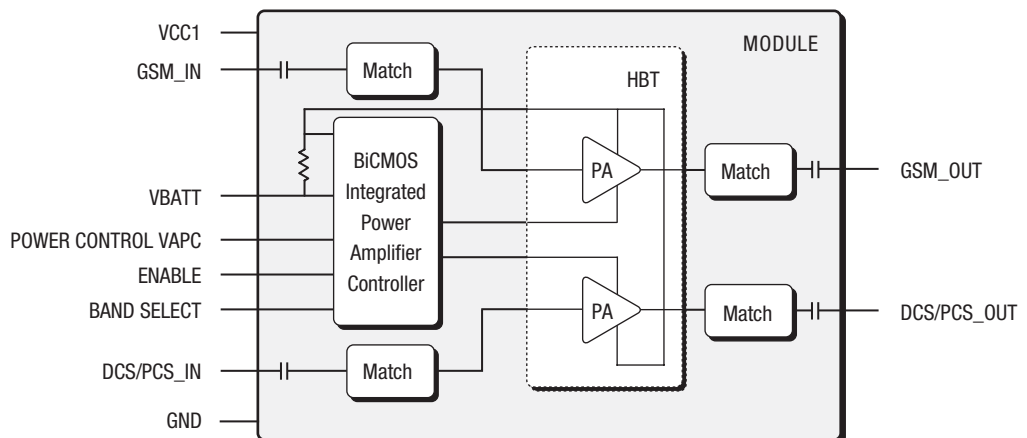 VCC1
GSM_IN
VBATT
POWER CONTROL VAPC
ENABLE
BAND SELECT
DCS/PCS_IN
GND
MODULE
Match
HBT
BiCMOS
Integrated
Power
Amplifier
Controller
PA
Match
GSM_OUT
PA
Match
DCS/PCS_OUT
Match